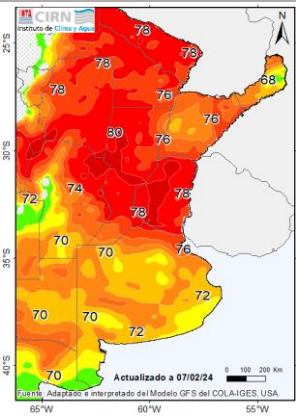 INTA
CIRN
Instituto de Clima y Agua
N
25°S
30°S
35°S
40°S
78
78
78
68
78
76
76
80
76
74
72
78
78
76
70
70
72
70
70
72
70
Actualizado a 07/02/24
0 100 200 Km
Fuente: Adaptado e interpretado del Modelo GFS del COLA-IGES, USA
65°W
60°W
55°W